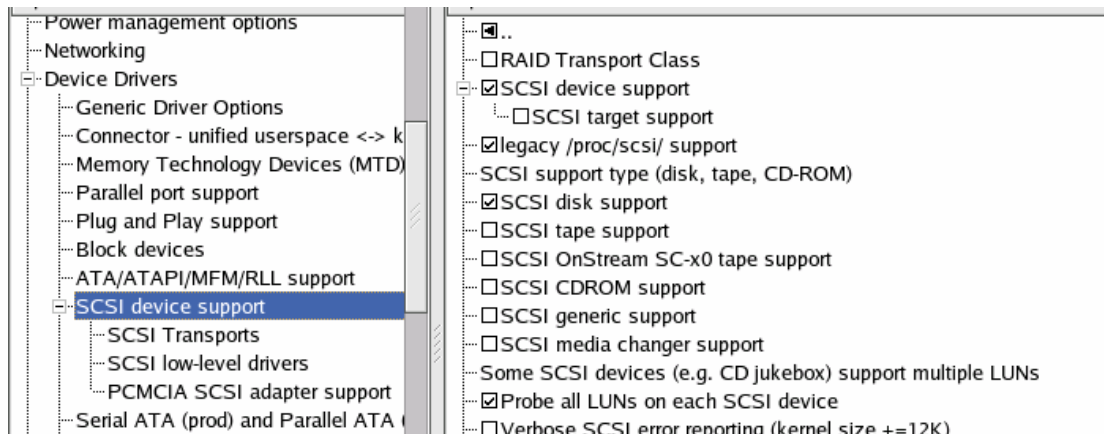 Power management options
Networking
Device Drivers
Generic Driver Options
Connector - unified userspace <-> k
Memory Technology Devices (MTD)
Parallel port support
Plug and Play support
Block devices
ATA/ATAPI/MFM/RLL support
SCSI device support
SCSI Transports
SCSI low-level drivers
PCMCIA SCSI adapter support
Serial ATA (prod) and Parallel ATA (
..
RAID Transport Class
SCSI device support
SCSI target support
legacy /proc/scsi/ support
SCSI support type (disk, tape, CD-ROM)
SCSI disk support
SCSI tape support
SCSI OnStream SC-x0 tape support
SCSI CDROM support
SCSI generic support
SCSI media changer support
Some SCSI devices (e.g. CD jukebox) support multiple LUNs
Probe all LUNs on each SCSI device
Verbose SCSI error reporting (kernel size +=12K)